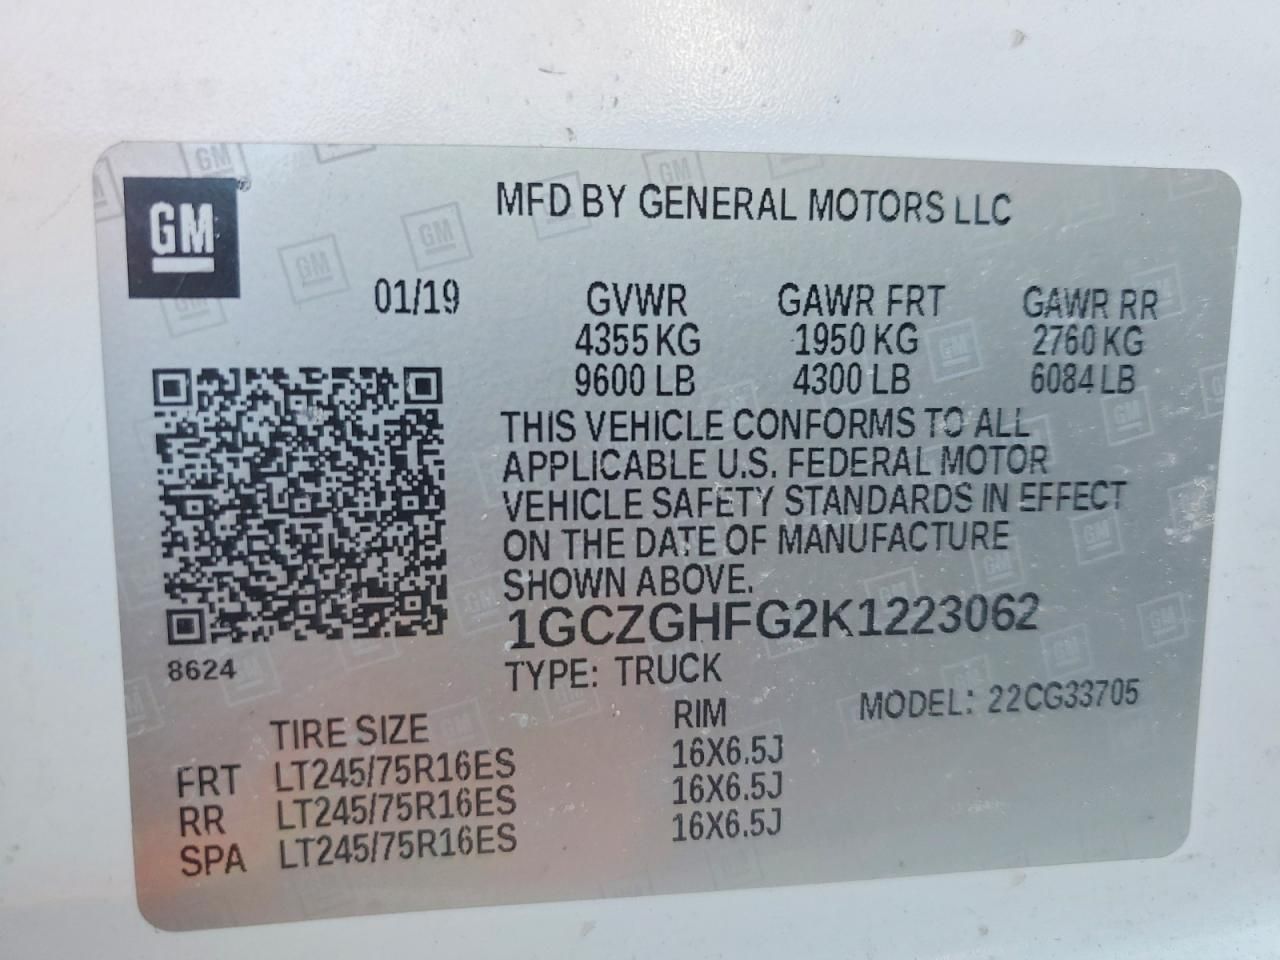 GM
MFD BY GENERAL MOTORS LLC
01/19 GVWR GAWR FRT GAWR RR
4355 KG 1950 KG 2760 KG
9600 LB 4300 LB 6084 LB
THIS VEHICLE CONFORMS TO ALL
APPLICABLE U.S. FEDERAL MOTOR
VEHICLE SAFETY STANDARDS IN EFFECT
ON THE DATE OF MANUFACTURE
SHOWN ABOVE.
1GCZGHFG2K1223062
8624
TYPE: TRUCK
MODEL: 22CG33705
TIRE SIZE RIM
FRT LT245/75R16ES 16X6.5J
RR LT245/75R16ES 16X6.5J
SPA LT245/75R16ES 16X6.5J